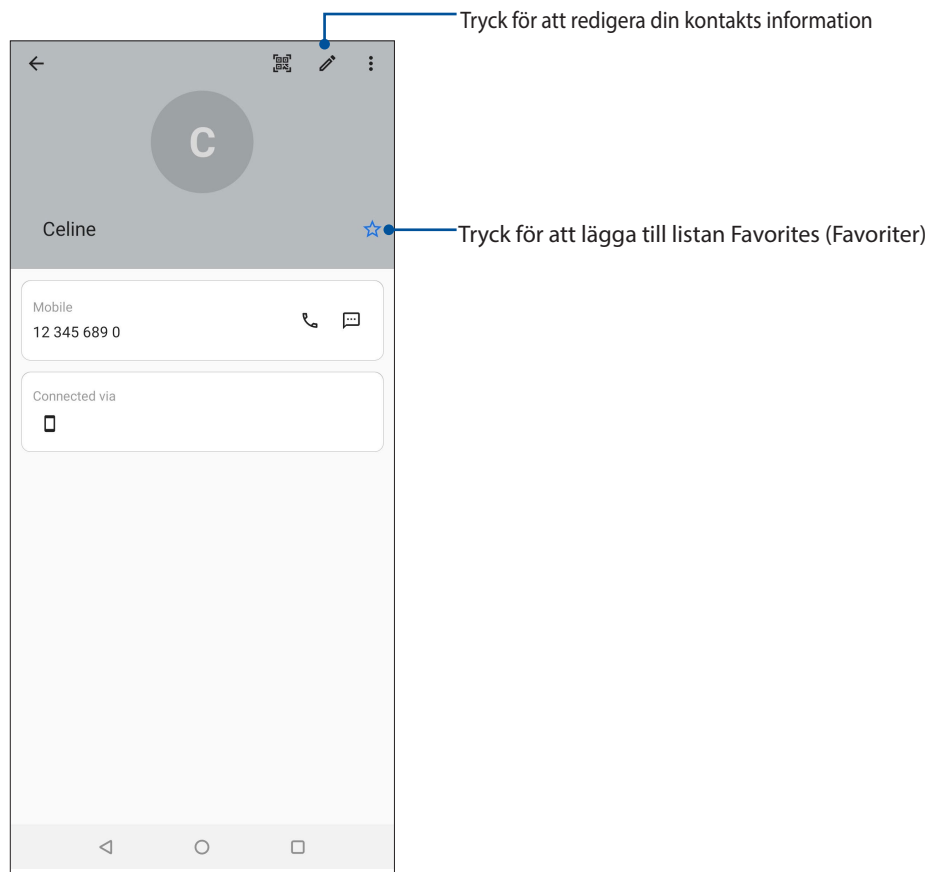 Tryck för att redigera din kontakts information
C
Celine
Tryck för att lägga till listan Favorites (Favoriter)
Mobile
12 345 689 0
Connected via